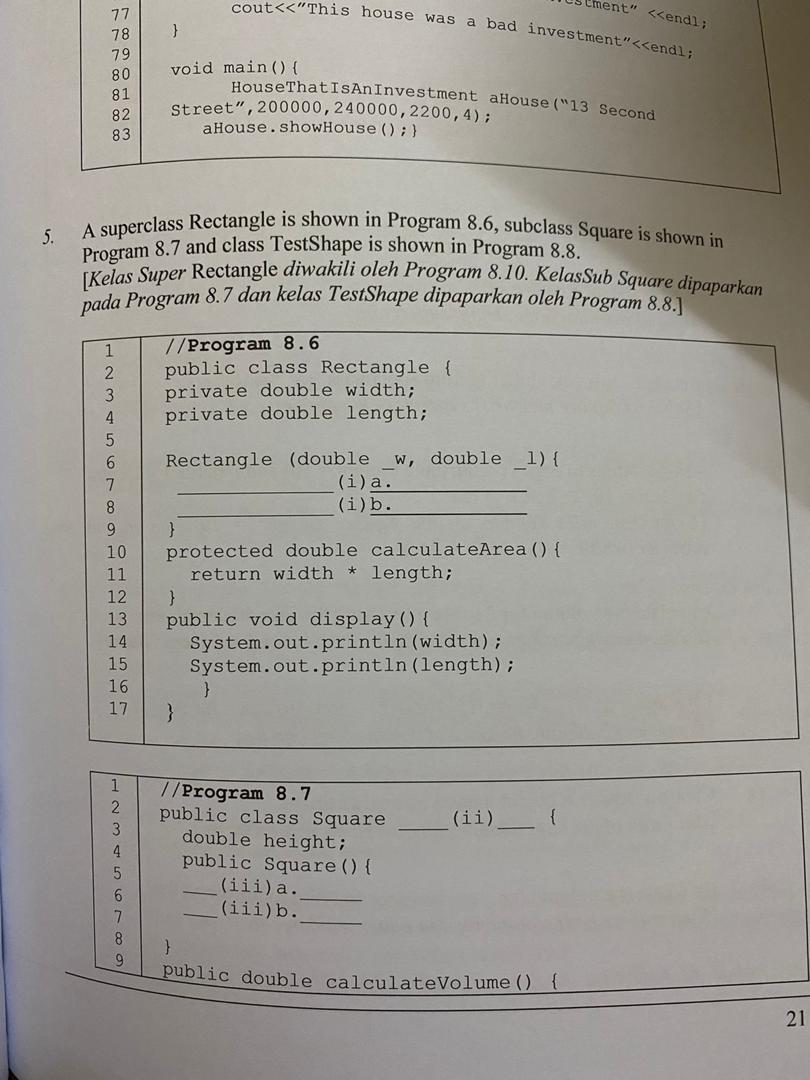 <<endl;
77 cout<<"This house was a bad investment"<<endl;
78 }
79
80 void main(){
81 HouseThatIsAnInvestment aHouse("13 Second
82 Street",200000,240000,2200,4);
83 aHouse.showHouse();}
5. A superclass Rectangle is shown in Program 8.6, subclass Square is shown in
Program 8.7 and class TestShape is shown in Program 8.8.
[Kelas Super Rectangle diwakili oleh Program 8.10. KelasSub Square dipaparkan
pada Program 8.7 dan kelas TestShape dipaparkan oleh Program 8.8.]
1 //Program 8.6
2 public class Rectangle {
3 private double width;
4 private double length;
5
6 Rectangle (double _w, double _l){
7 ____________(i)a.____________
8 ____________(i)b.____________
9 }
10 protected double calculateArea(){
11 return width * length;
12 }
13 public void display(){
14 System.out.println(width);
15 System.out.println(length);
16 }
17 }
1 //Program 8.7
2 public class Square ____(ii)___ {
3 double height;
4 public Square(){
5 ___(iii)a._____
6 ___(iii)b._____
7
8 }
9 public double calculateVolume() {
21